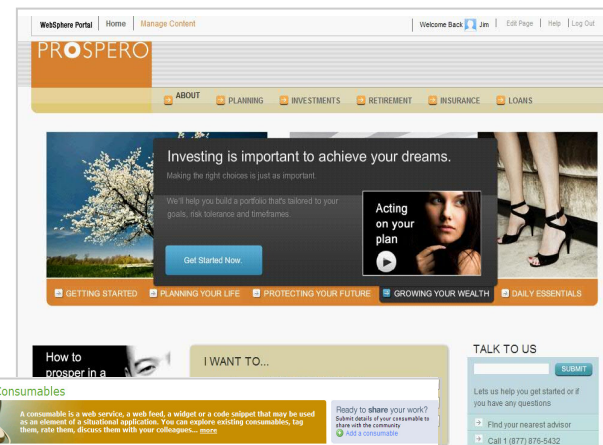 WebSphere Portal Home Manage Content Welcome Back Jim Edit Page Help Log Out
PROSPERO
ABOUT PLANNING INVESTMENTS RETIREMENT INSURANCE LOANS
Investing is important to achieve your dreams.
Making the right choices is just as important.
We'll help you build a portfolio that's tailored to your
goals, risk tolerance and timeframes.
Get Started Now.
Acting
on your
plan
GETTING STARTED PLANNING YOUR LIFE PROTECTING YOUR FUTURE GROWING YOUR WEALTH DAILY ESSENTIALS
How to
prosper in a
I WANT TO...
TALK TO US
SUBMIT
Lets us help you get started or if
you have any questions
Find your nearest advisor
Call 1 (877) 876-5432
Consumables
A consumable is a web service, a web feed, a widget or a code snippet that may be used
as an element of a situational application. You can explore existing consumables, tag
them, rate them, discuss them with your colleagues... more
Ready to share your work?
Submit details of your consumable to
share with the community
Add a consumable